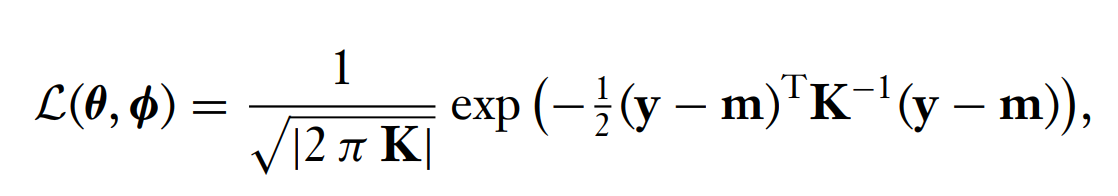 ℒ(𝛉, 𝛟) = 1/√|2 π 𝐊| exp (−½(𝐲 − 𝐦)ᵀ𝐊⁻¹(𝐲 − 𝐦)),